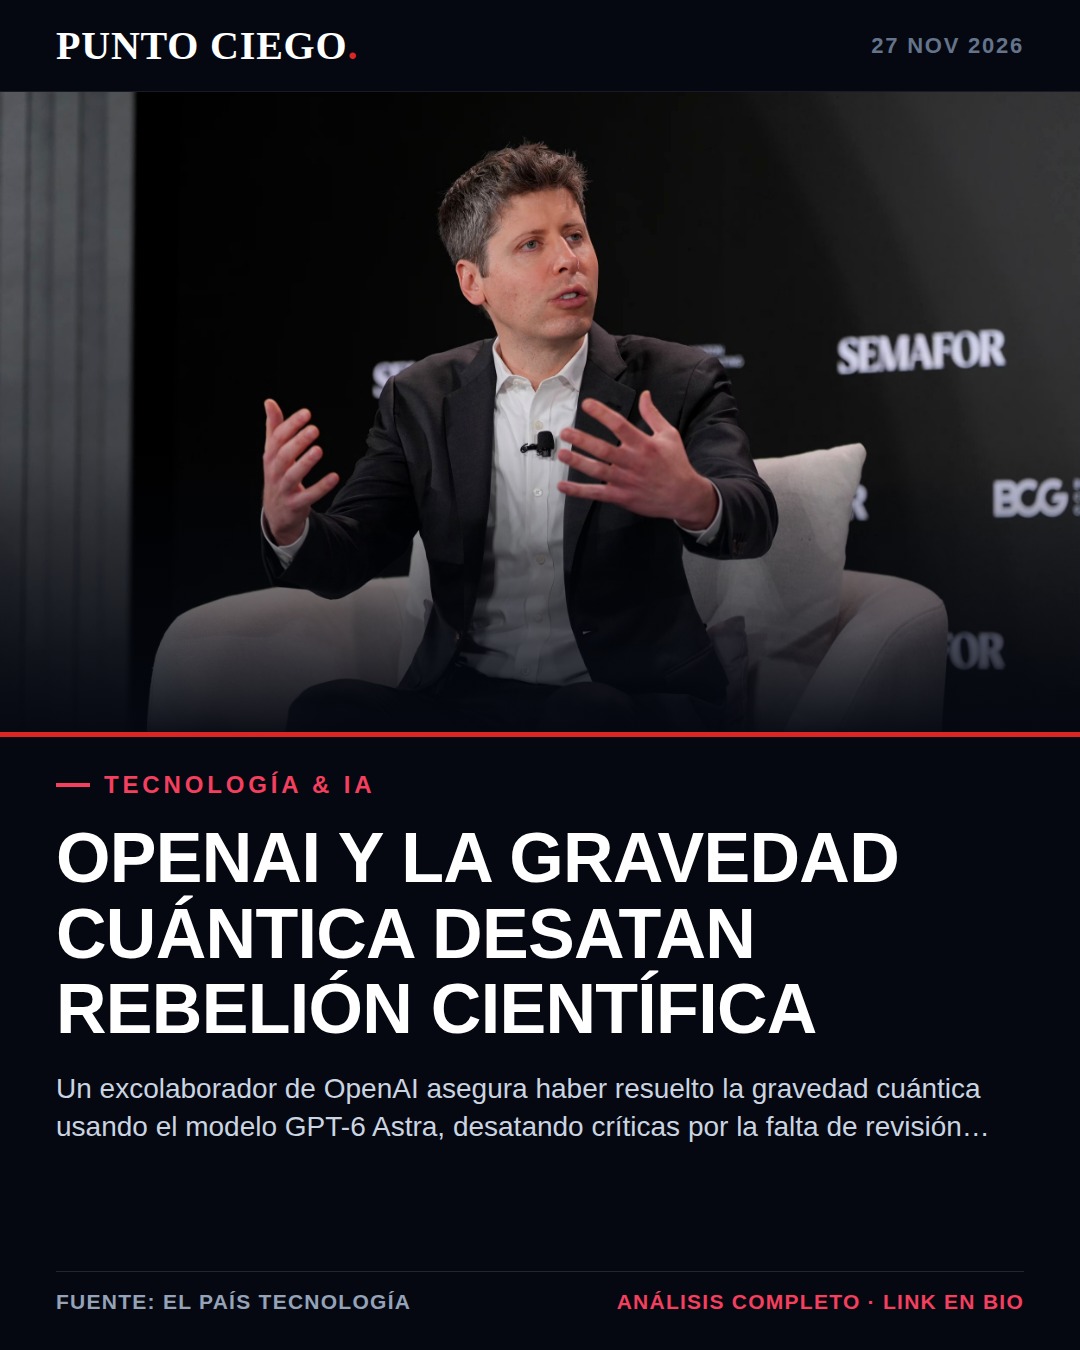 PUNTO CIEGO.
27 NOV 2026
SEMAFOR
BCG
FOR
TECNOLOGÍA & IA
OPENAI Y LA GRAVEDAD
CUÁNTICA DESATAN
REBELIÓN CIENTÍFICA
Un excolaborador de OpenAI asegura haber resuelto la gravedad cuántica
usando el modelo GPT-6 Astra, desatando críticas por la falta de revisión…
FUENTE: EL PAÍS TECNOLOGÍA
ANÁLISIS COMPLETO · LINK EN BIO